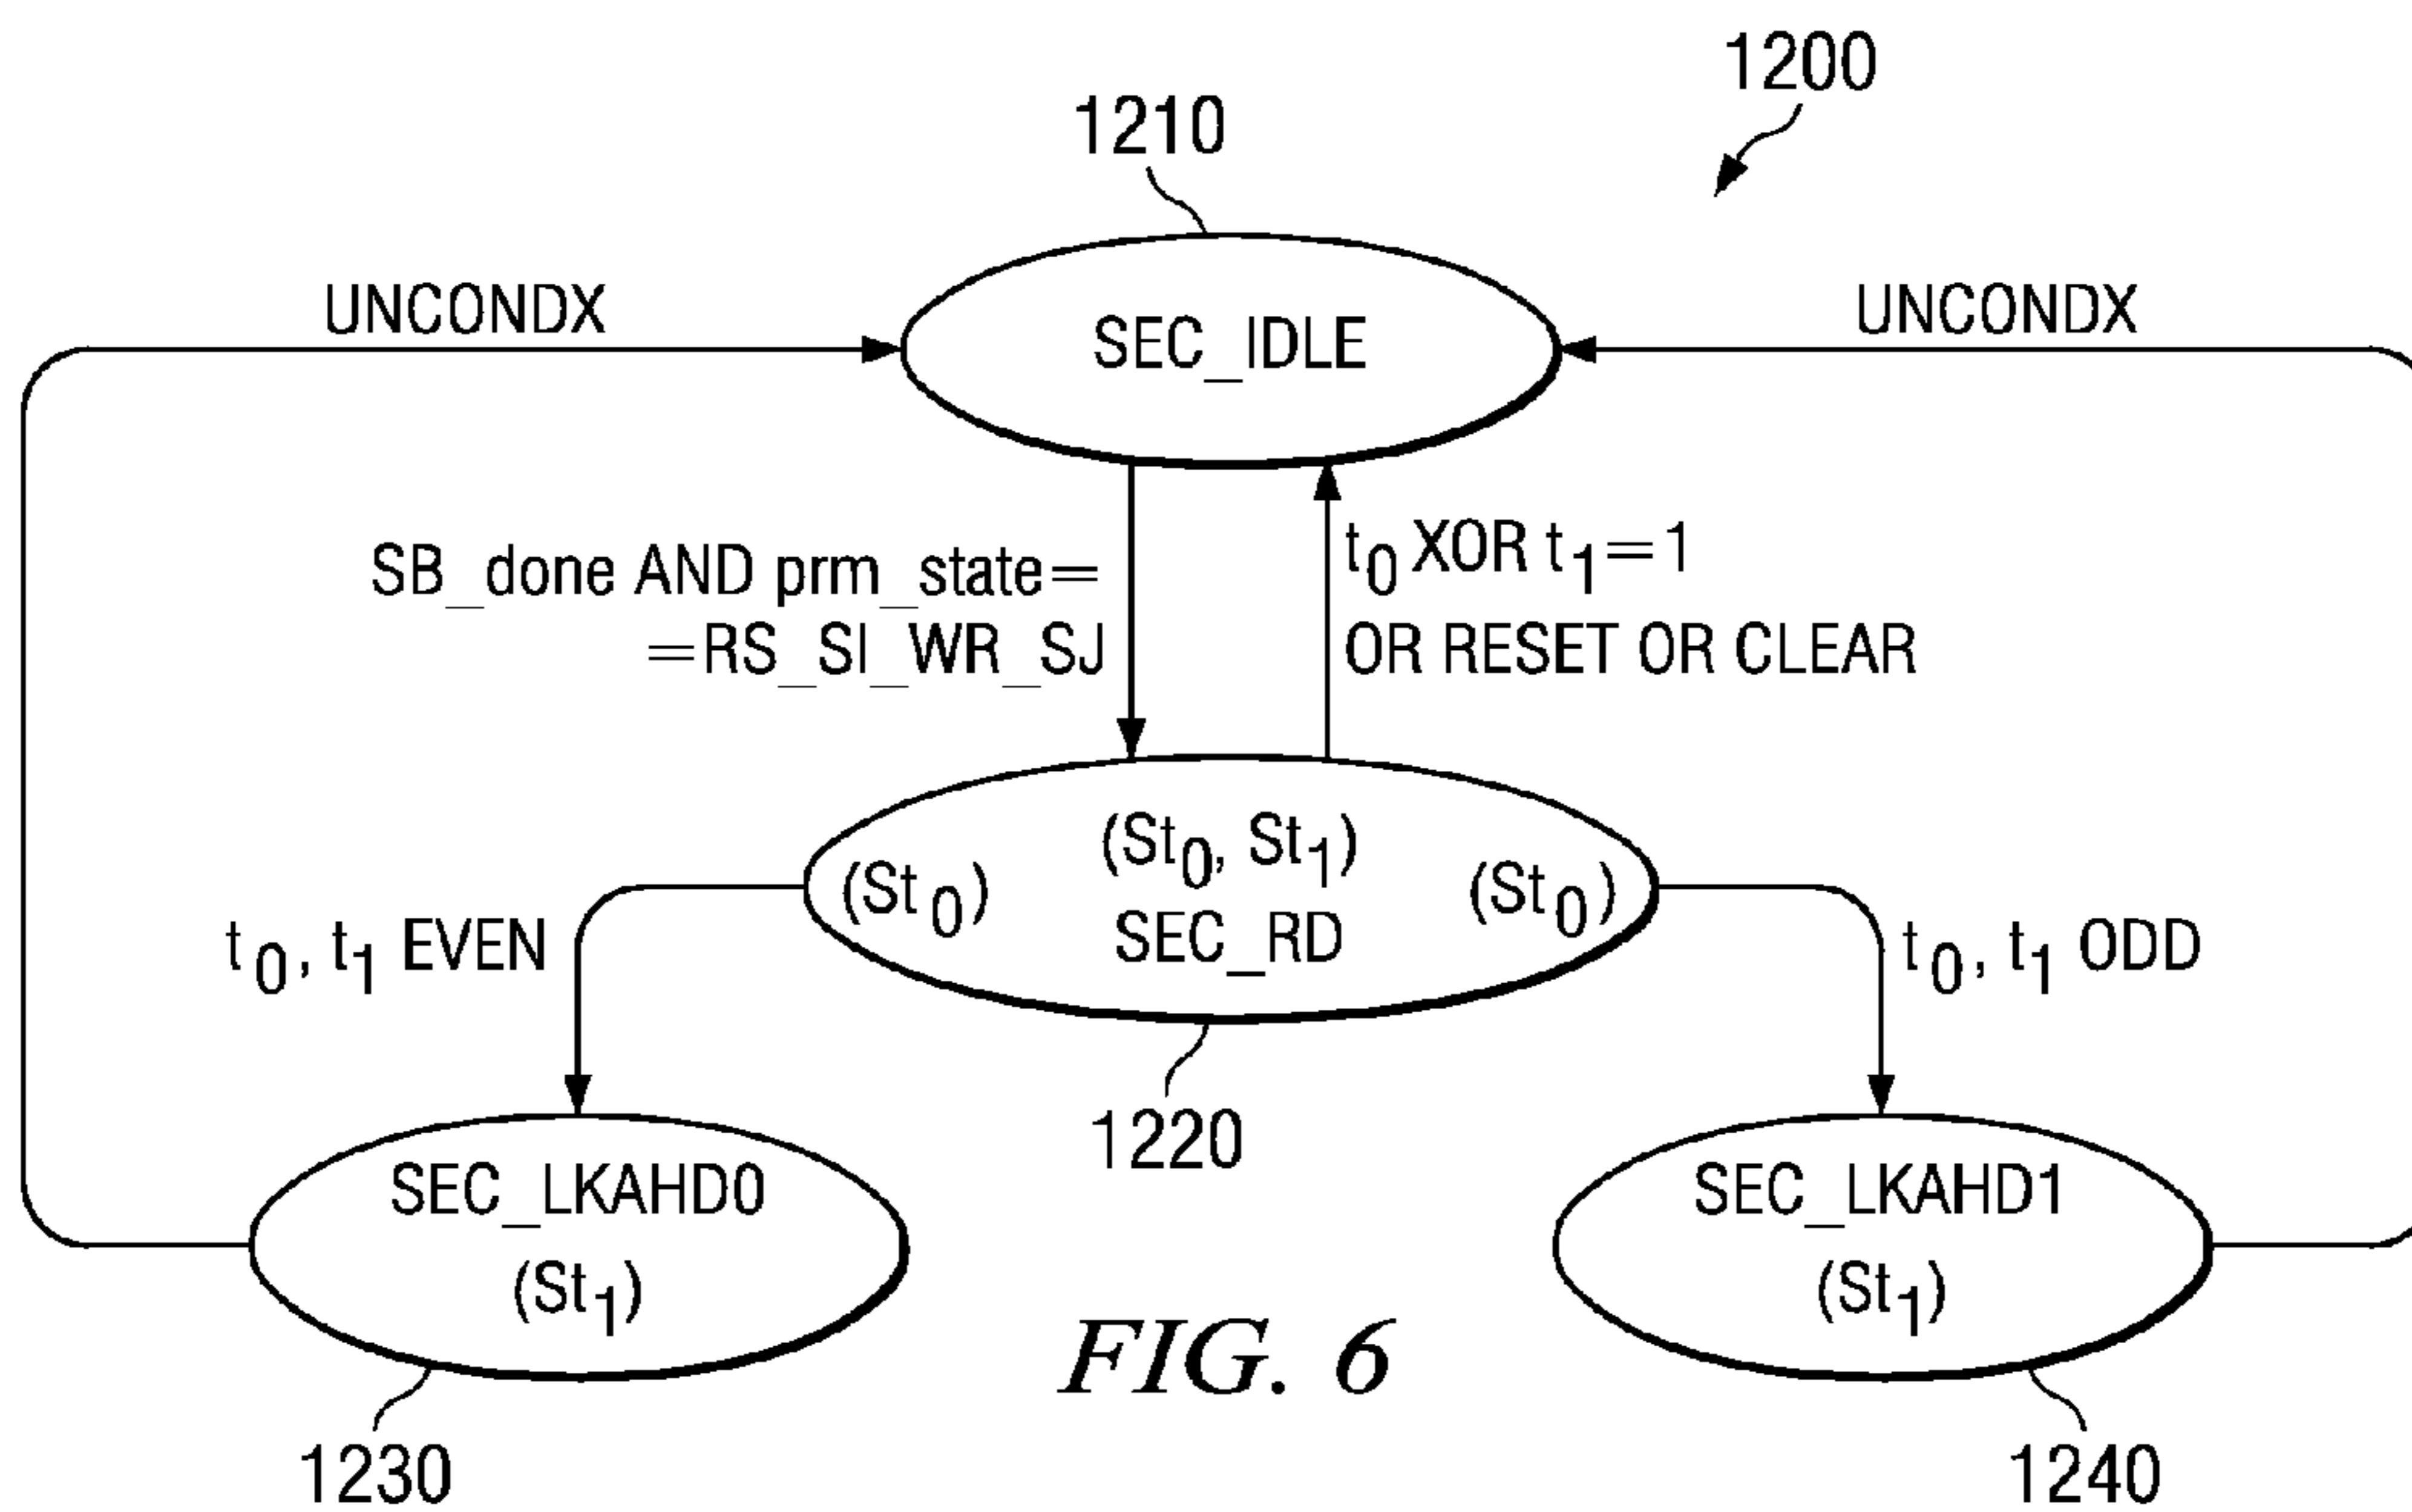 1200
1210
UNCONDX
SEC_IDLE
UNCONDX
SB_done AND prm_state=
=RS_SI_WR_SJ
t0 XOR t1=1
OR RESET OR CLEAR
(St0, St1)
(St0)
(St0)
SEC_RD
t0, t1 EVEN
t0, t1 ODD
1220
SEC_LKAHD0
(St1)
SEC_LKAHD1
(St1)
FIG. 6
1230
1240